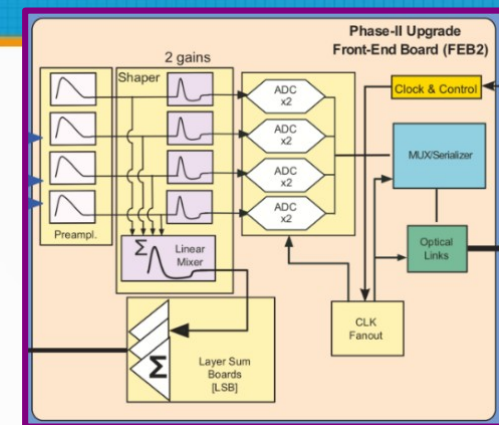 Phase-II Upgrade
Front-End Board (FEB2)
2 gains
Shaper
Clock & Control
ADC
x2
ADC
x2
ADC
x2
ADC
x2
MUX/Serializer
Preampl.
Σ
Linear
Mixer
Optical
Links
CLK
Fanout
Σ
Layer Sum
Boards
[LSB]